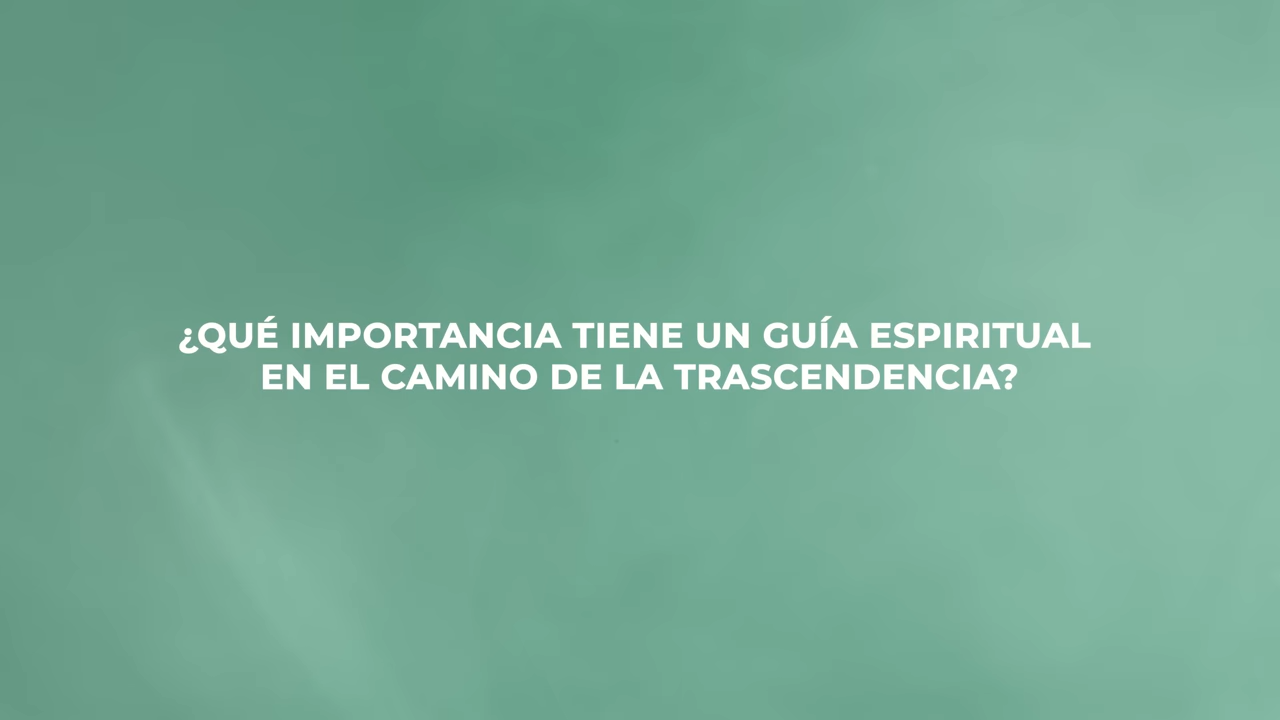 ¿QUÉ IMPORTANCIA TIENE UN GUÍA ESPIRITUAL
EN EL CAMINO DE LA TRASCENDENCIA?